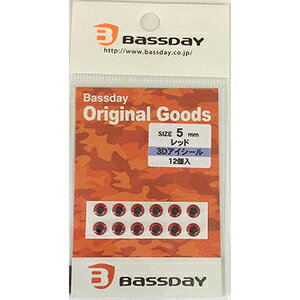 BASSDAY
http://www.bassday.co.jp/
Bassday
Original Goods
SIZE 5 mm
レッド
3Dアイシール
12個入
BASSDAY